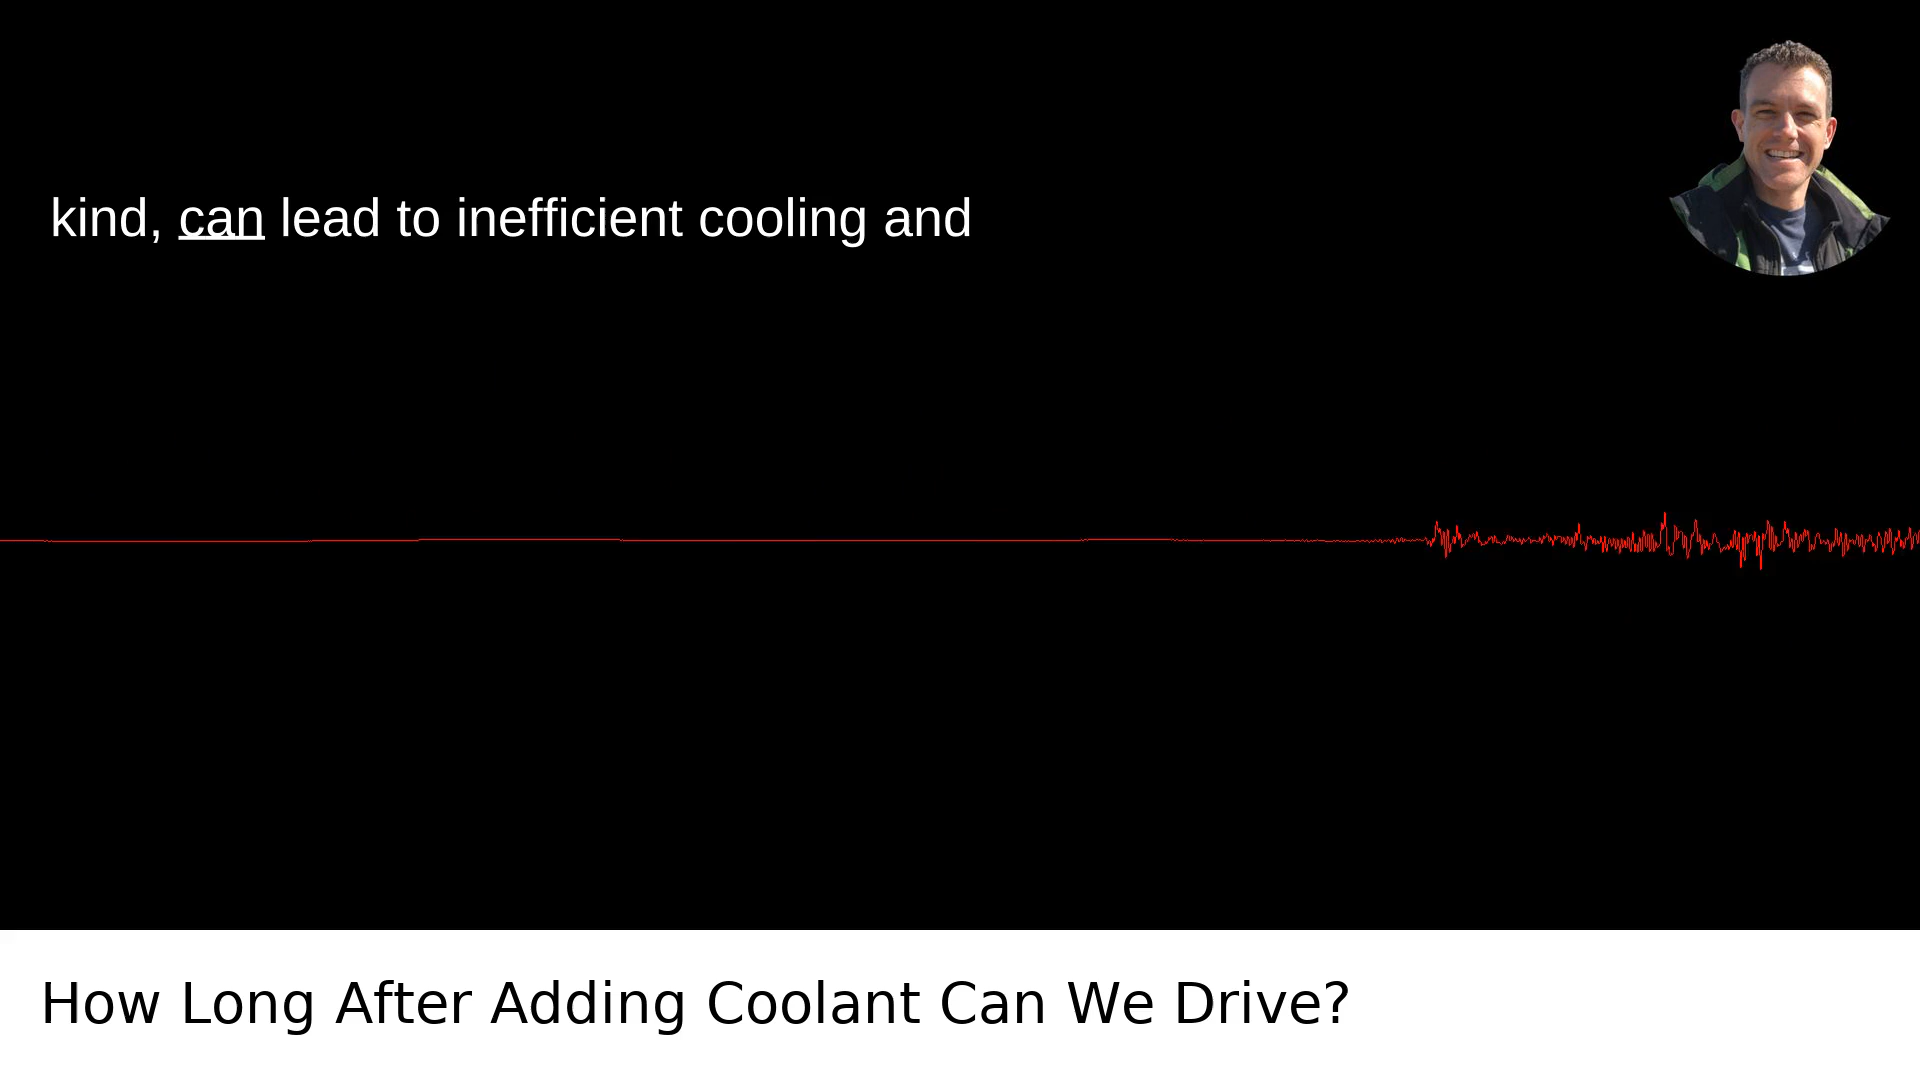 kind, can lead to inefficient cooling and
How Long After Adding Coolant Can We Drive?